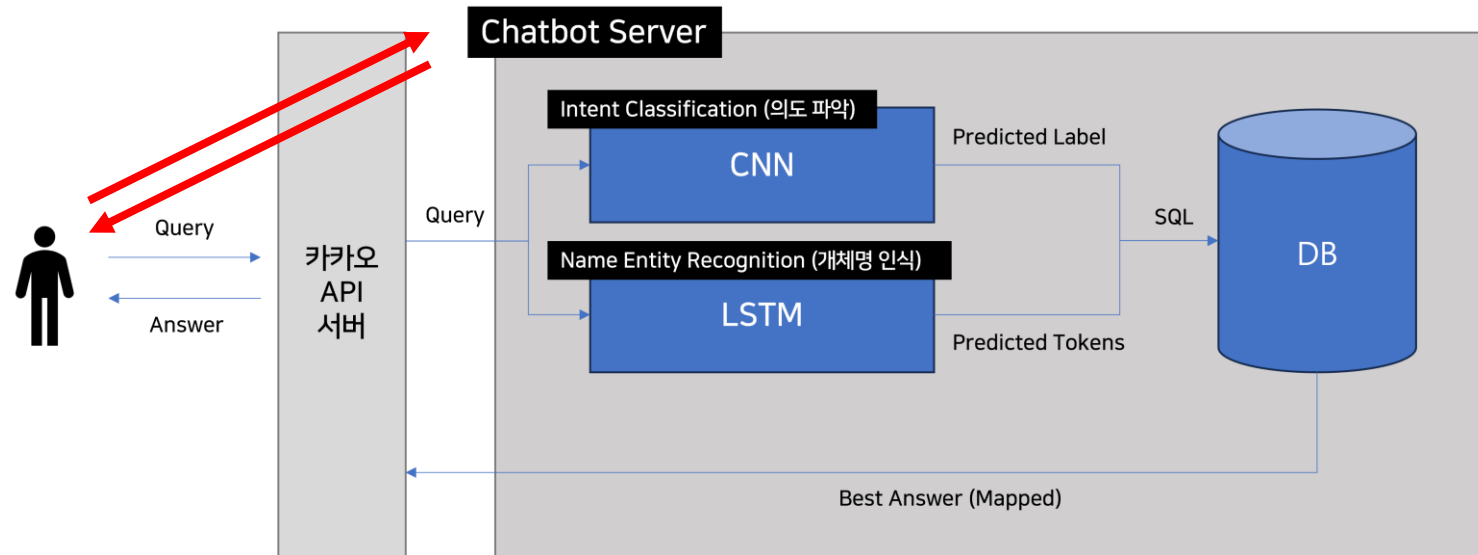 Chatbot Server
Intent Classification (의도 파악)
CNN
Predicted Label
Query
Query
SQL
카카오
API
서버
Name Entity Recognition (개체명 인식)
DB
LSTM
Answer
Predicted Tokens
Best Answer (Mapped)